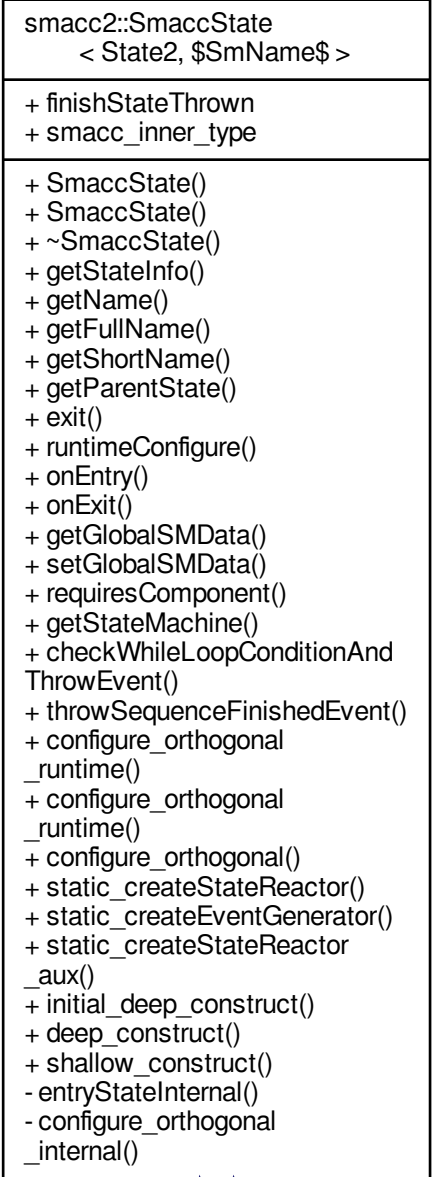 smacc2::SmaccState
< State2, $SmName$ >
+ finishStateThrown
+ smacc_inner_type
+ SmaccState()
+ SmaccState()
+ ~SmaccState()
+ getStateInfo()
+ getName()
+ getFullName()
+ getShortName()
+ getParentState()
+ exit()
+ runtimeConfigure()
+ onEntry()
+ onExit()
+ getGlobalSMData()
+ setGlobalSMData()
+ requiresComponent()
+ getStateMachine()
+ checkWhileLoopConditionAnd
ThrowEvent()
+ throwSequenceFinishedEvent()
+ configure_orthogonal
_runtime()
+ configure_orthogonal
_runtime()
+ configure_orthogonal()
+ static_createStateReactor()
+ static_createEventGenerator()
+ static_createStateReactor
_aux()
+ initial_deep_construct()
+ deep_construct()
+ shallow_construct()
- entryStateInternal()
- configure_orthogonal
_internal()